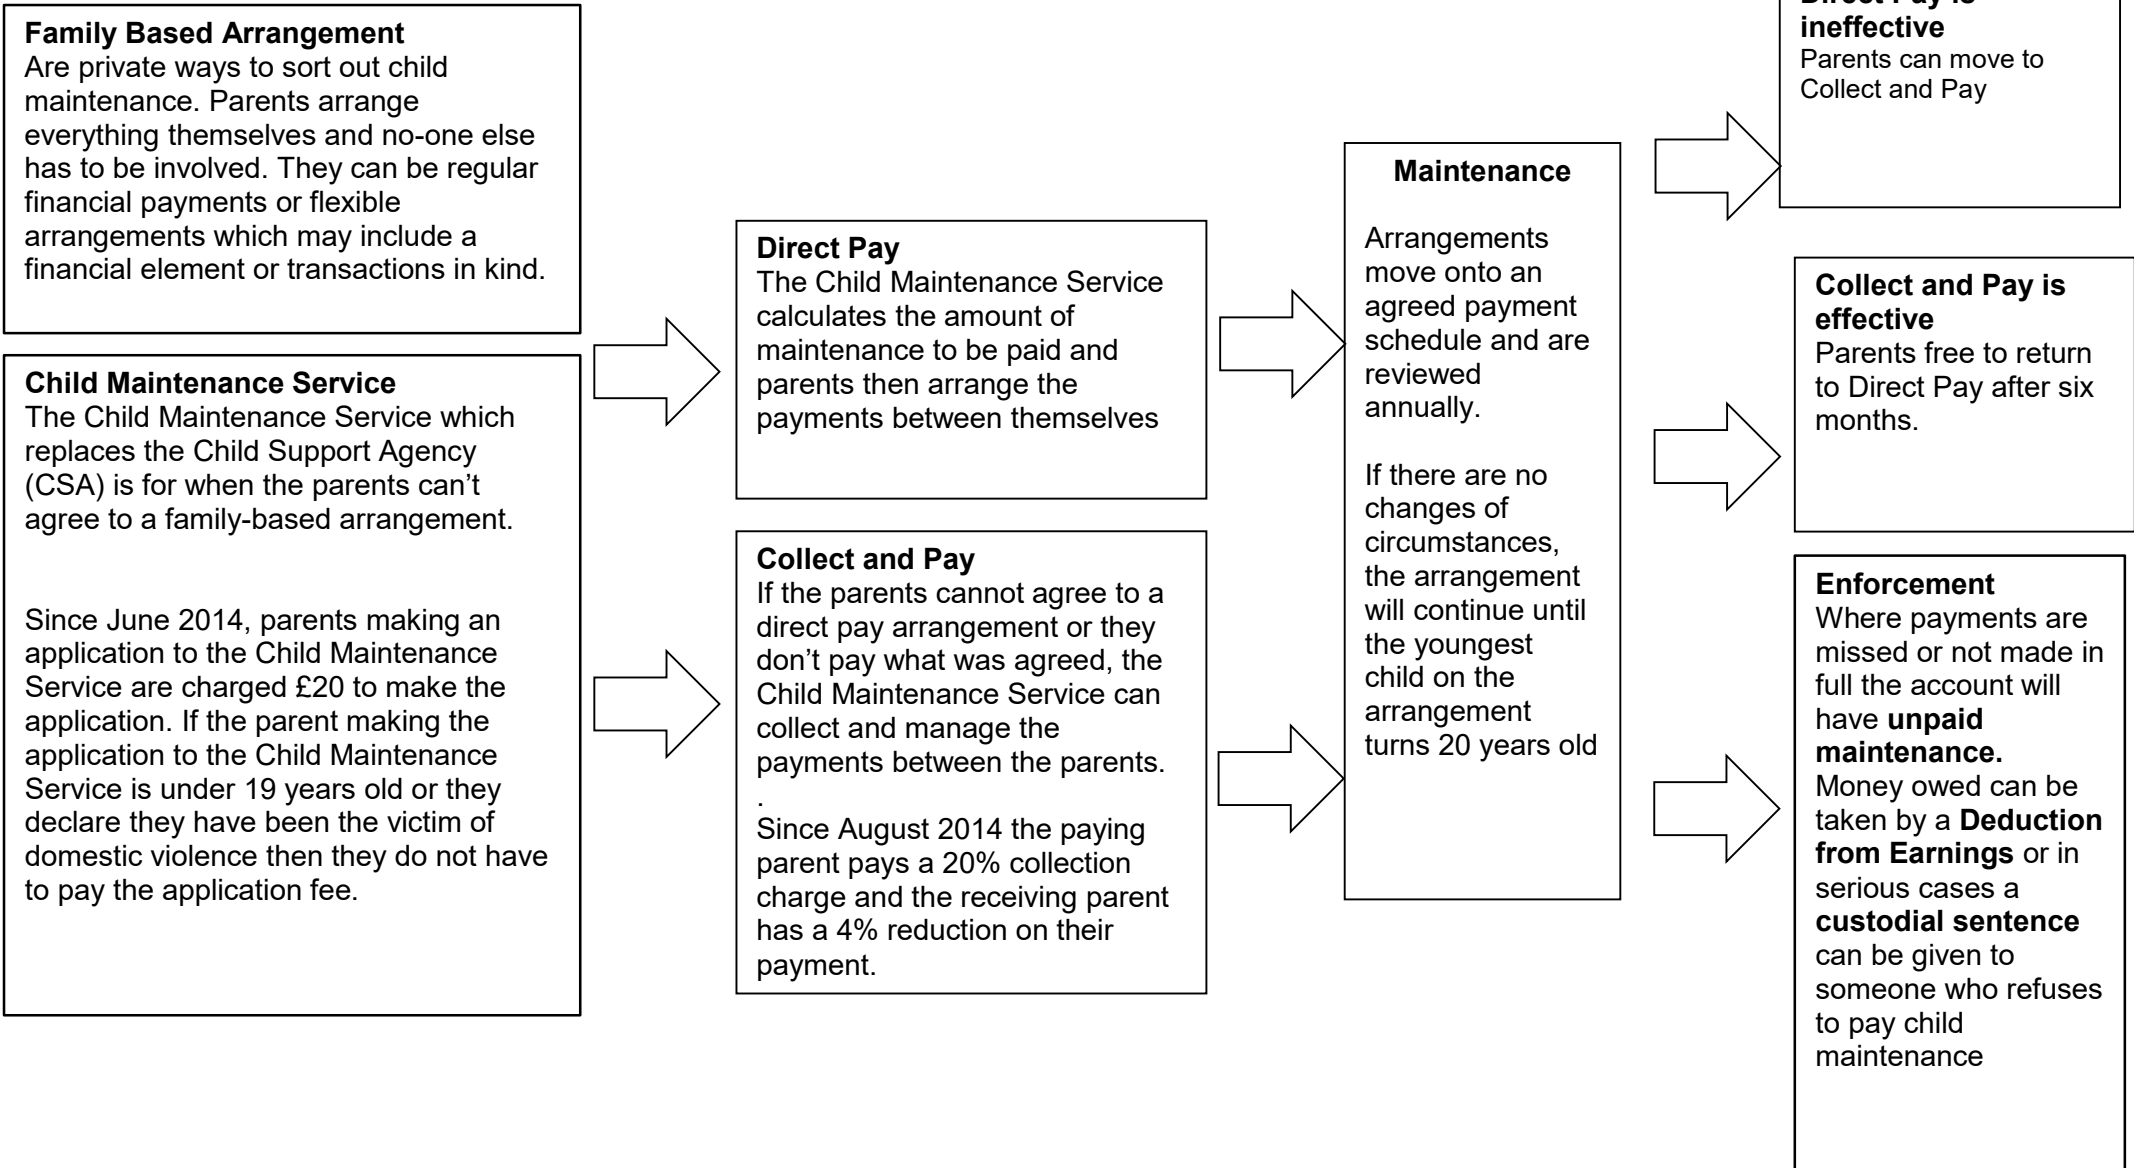 Family Based Arrangement
Are private ways to sort out child
maintenance. Parents arrange
everything themselves and no-one else
has to be involved. They can be regular
financial payments or flexible
arrangements which may include a
financial element or transactions in kind.
Child Maintenance Service
The Child Maintenance Service which
replaces the Child Support Agency
(CSA) is for when the parents can’t
agree to a family-based arrangement.
Since June 2014, parents making an
application to the Child Maintenance
Service are charged £20 to make the
application. If the parent making the
application to the Child Maintenance
Service is under 19 years old or they
declare they have been the victim of
domestic violence then they do not have
to pay the application fee.
Direct Pay
The Child Maintenance Service
calculates the amount of
maintenance to be paid and
parents then arrange the
payments between themselves
Collect and Pay
If the parents cannot agree to a
direct pay arrangement or they
don’t pay what was agreed, the
Child Maintenance Service can
collect and manage the
payments between the parents.
.
Since August 2014 the paying
parent pays a 20% collection
charge and the receiving parent
has a 4% reduction on their
payment.
Maintenance
Arrangements
move onto an
agreed payment
schedule and are
reviewed
annually.
If there are no
changes of
circumstances,
the arrangement
will continue until
the youngest
child on the
arrangement
turns 20 years old
Direct Pay is
ineffective
Parents can move to
Collect and Pay
Collect and Pay is
effective
Parents free to return
to Direct Pay after six
months.
Enforcement
Where payments are
missed or not made in
full the account will
have unpaid
maintenance.
Money owed can be
taken by a Deduction
from Earnings or in
serious cases a
custodial sentence
can be given to
someone who refuses
to pay child
maintenance